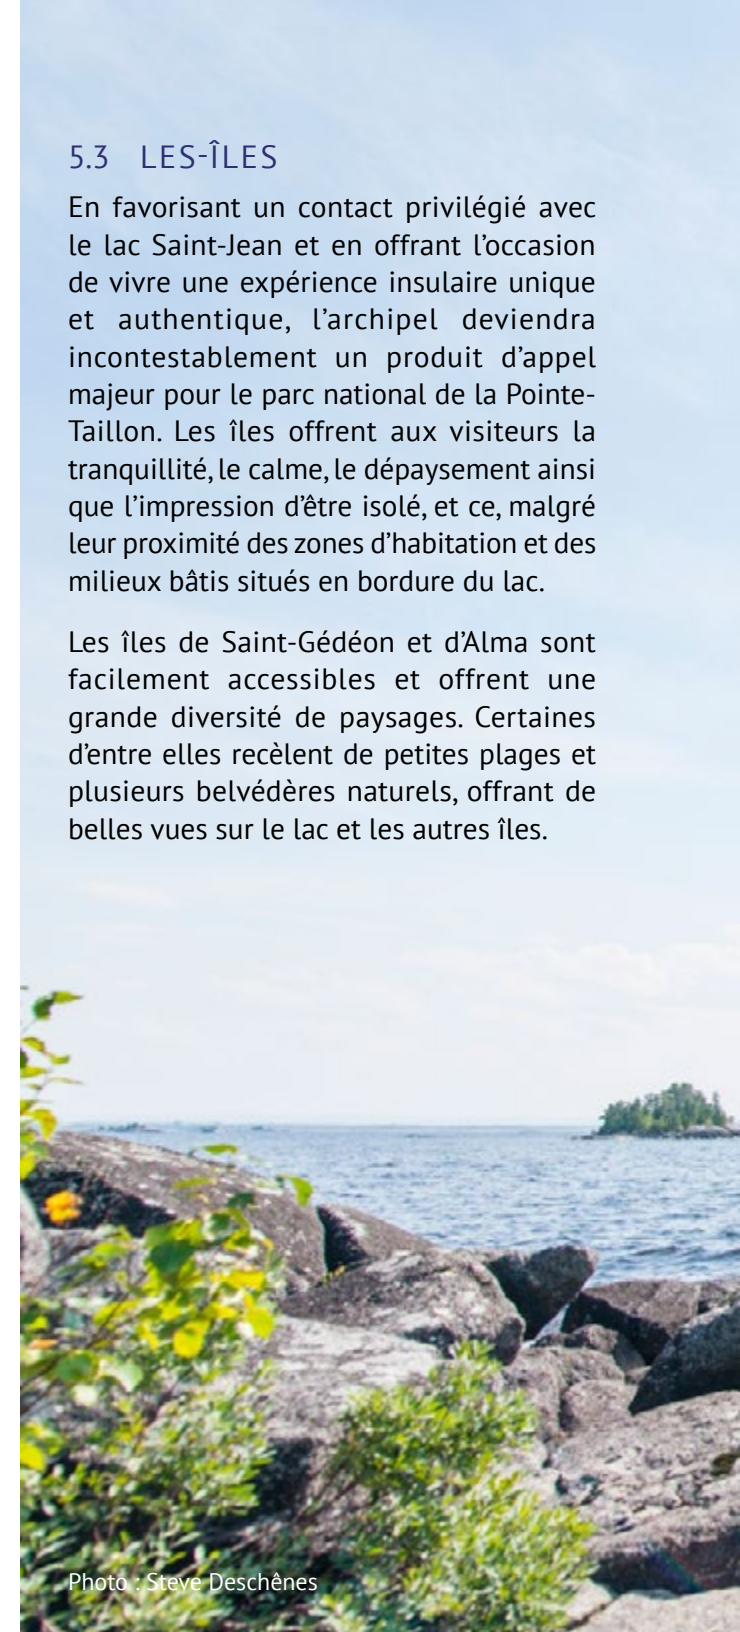 5.3 LES-ÎLES
En favorisant un contact privilégié avec
le lac Saint-Jean et en offrant l’occasion
de vivre une expérience insulaire unique
et authentique, l’archipel deviendra
incontestablement un produit d’appel
majeur pour le parc national de la Pointe-
Taillon. Les îles offrent aux visiteurs la
tranquillité, le calme, le dépaysement ainsi
que l’impression d’être isolé, et ce, malgré
leur proximité des zones d’habitation et des
milieux bâtis situés en bordure du lac.
Les îles de Saint-Gédéon et d’Alma sont
facilement accessibles et offrent une
grande diversité de paysages. Certaines
d’entre elles recèlent de petites plages et
plusieurs belvédères naturels, offrant de
belles vues sur le lac et les autres îles.
Photo : Steve Deschênes